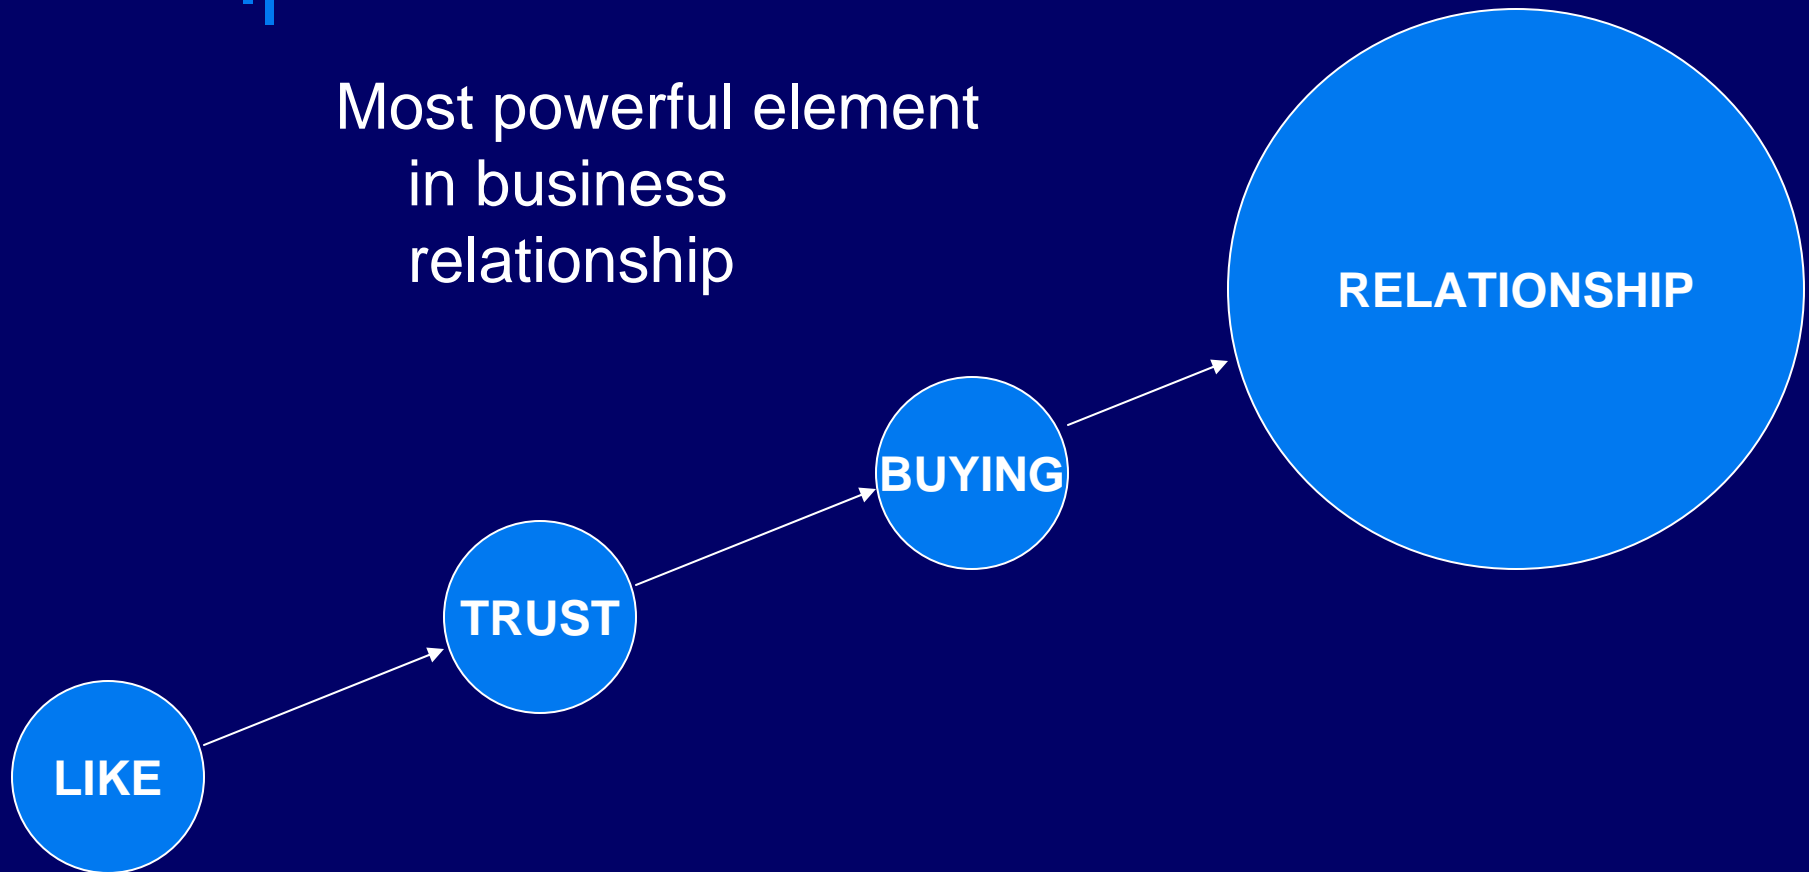 Most powerful element
in business
relationship
RELATIONSHIP
BUYING
TRUST
LIKE